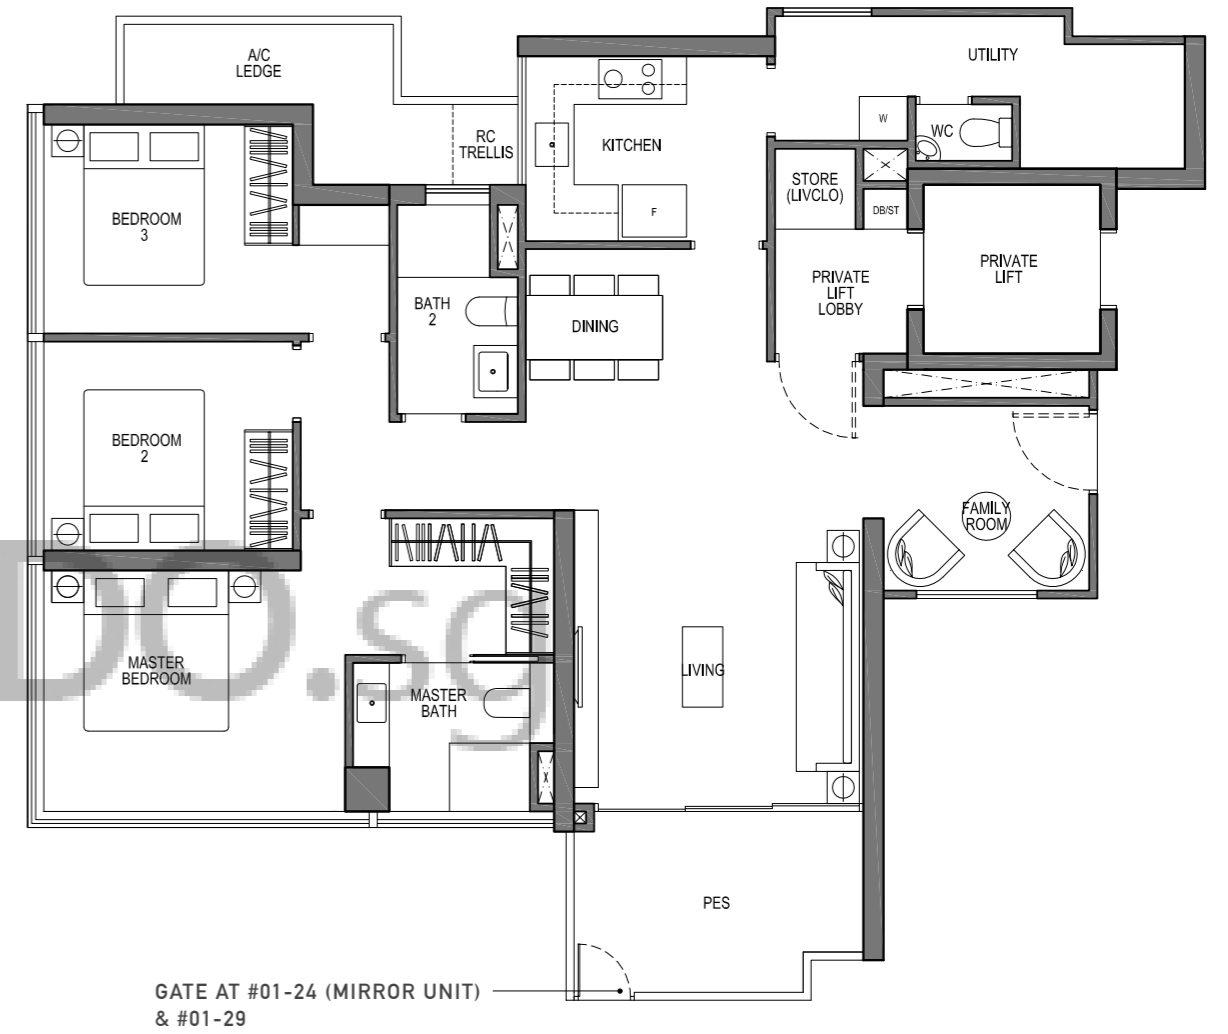 A/C
LEDGE
UTILITY
RC
TRELLIS
KITCHEN
W
WC
BEDROOM
3
STORE
(LIVCLO)
F
DB/ST
PRIVATE
LIFT
LOBBY
PRIVATE
LIFT
BATH
2
DINING
BEDROOM
2
FAMILY
ROOM
DO.sg
MASTER
BEDROOM
MASTER
BATH
LIVING
PES
GATE AT #01-24 (MIRROR UNIT)
& #01-29